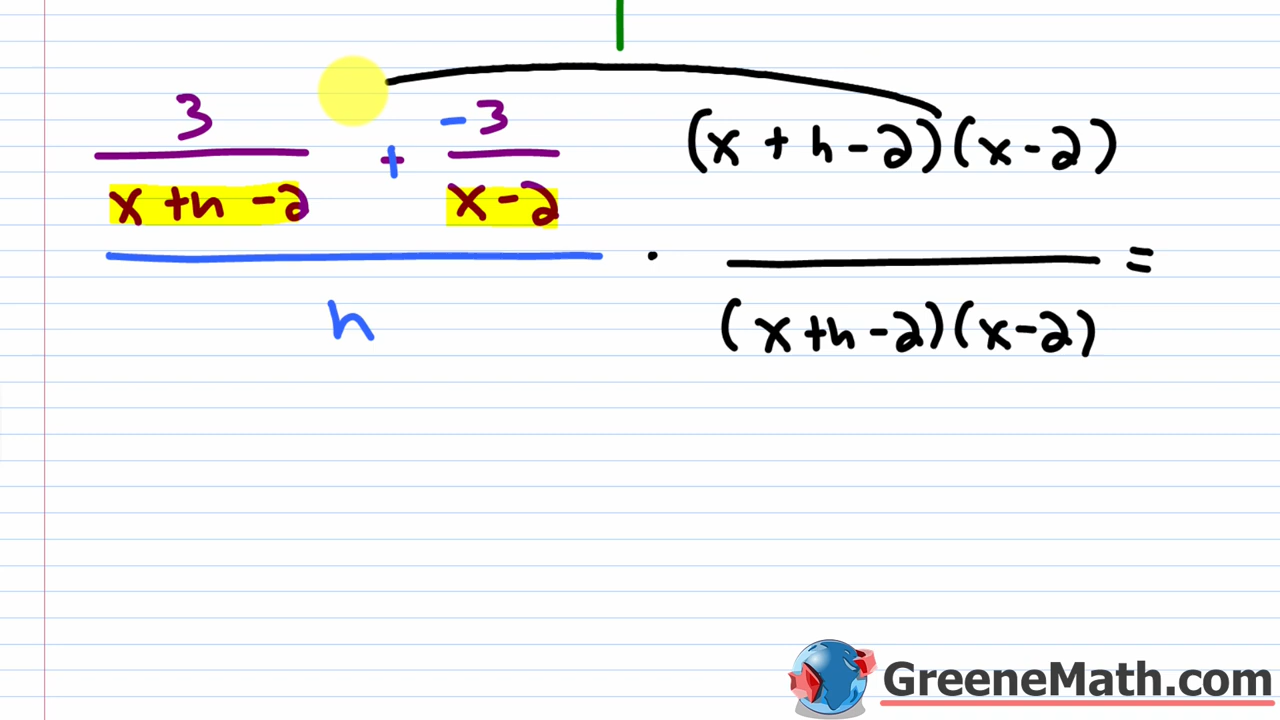 3 - 3 (x + h - 2)(x - 2)
+
x + h - 2 x - 2
· =
h (x + h - 2)(x - 2)
GreeneMath.com